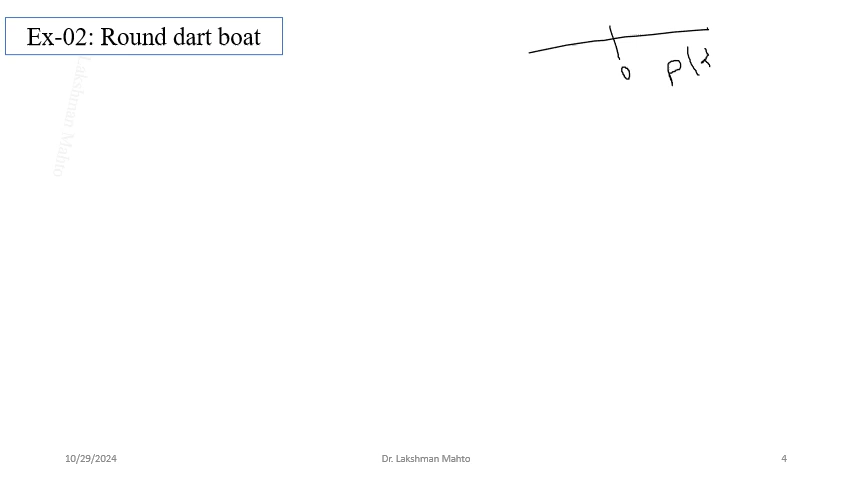 Ex-02: Round dart boat
0
Lakshman Mahto
10/29/2024
Dr. Lakshman Mahto
4